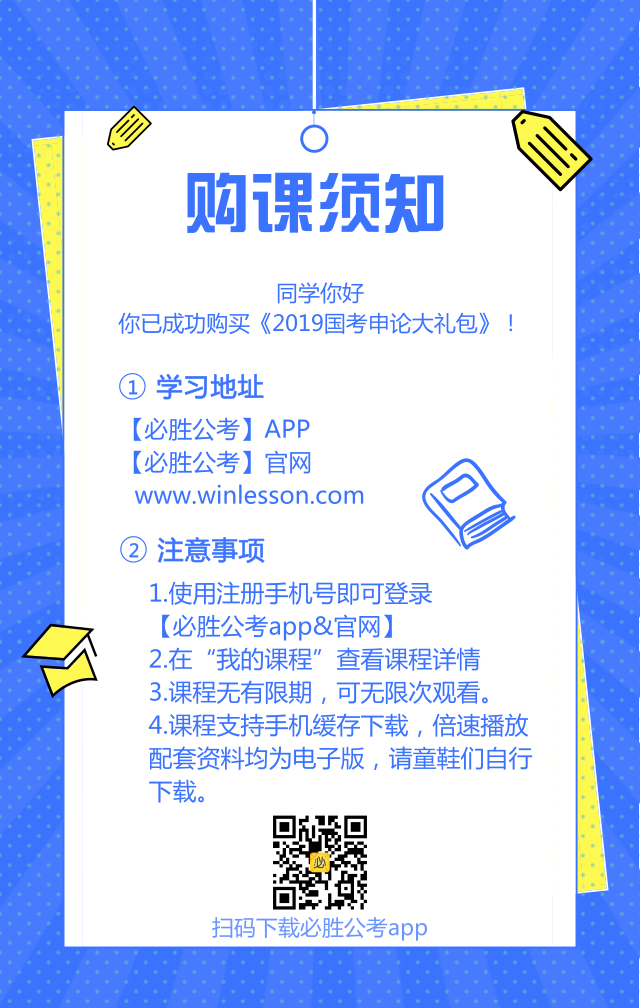 购课须知
同学你好
你已成功购买《2019国考申论大礼包》！
① 学习地址
【必胜公考】APP
【必胜公考】官网
www.winlesson.com
② 注意事项
1.使用注册手机号即可登录
【必胜公考app&官网】
2.在“我的课程”查看课程详情
3.课程无有限期，可无限次观看。
4.课程支持手机缓存下载，倍速播放
配套资料均为电子版，请童鞋们自行
下载。
必
扫码下载必胜公考app